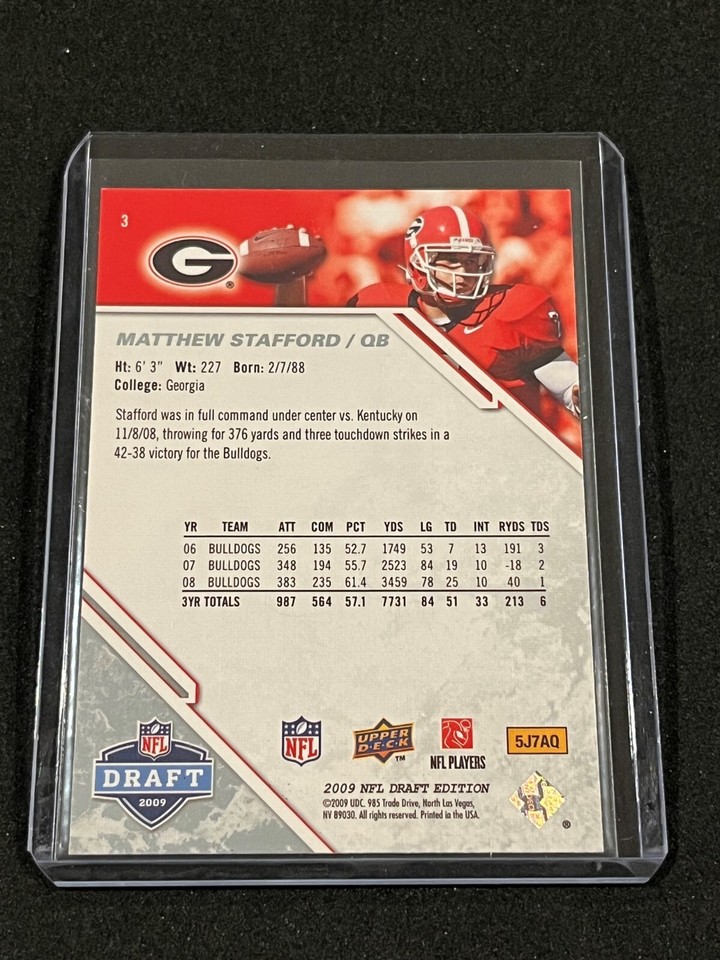 3
G
®
MATTHEW STAFFORD / QB
Ht: 6' 3" Wt: 227 Born: 2/7/88
College: Georgia
Stafford was in full command under center vs. Kentucky on
11/8/08, throwing for 376 yards and three touchdown strikes in a
42-38 victory for the Bulldogs.
YR TEAM ATT COM PCT YDS LG TD INT RYDS TDS
06 BULLDOGS 256 135 52.7 1749 53 7 13 191 3
07 BULLDOGS 348 194 55.7 2523 84 19 10 -18 2
08 BULLDOGS 383 235 61.4 3459 78 25 10 40 1
3YR TOTALS 987 564 57.1 7731 84 51 33 213 6
NFL
DRAFT
2009
NFL
UPPER
D·E·C·K
TM
NFL PLAYERS
5J7AQ
2009 NFL DRAFT EDITION
©2009 UDC. 985 Trade Drive, North Las Vegas,
NV 89030. All rights reserved. Printed in the USA.
®